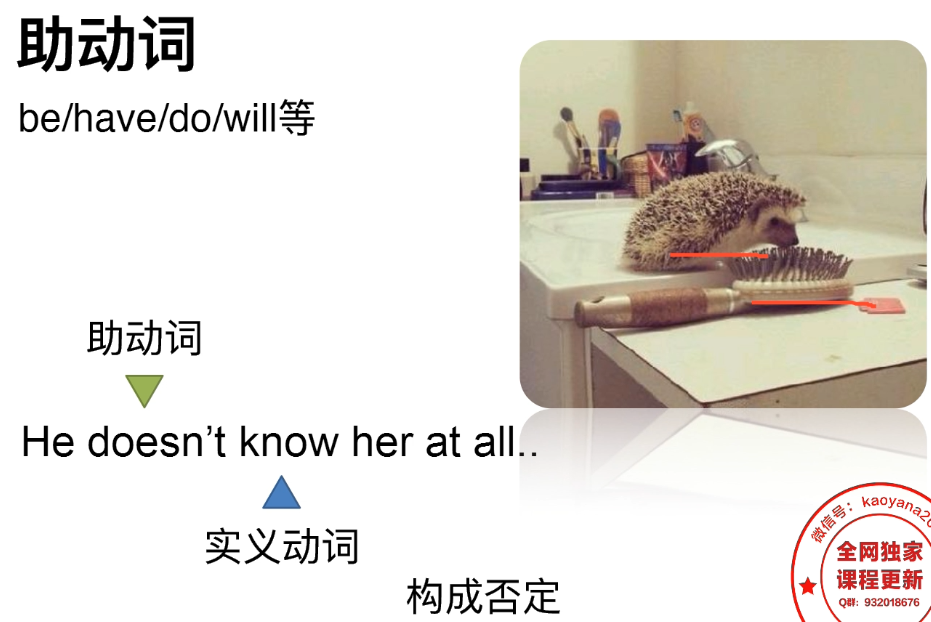 助动词
be/have/do/will等
助动词
He doesn't know her at all..
实义动词
构成否定
微信号：kaoyana20
全网独家
课程更新
Q群：932018676